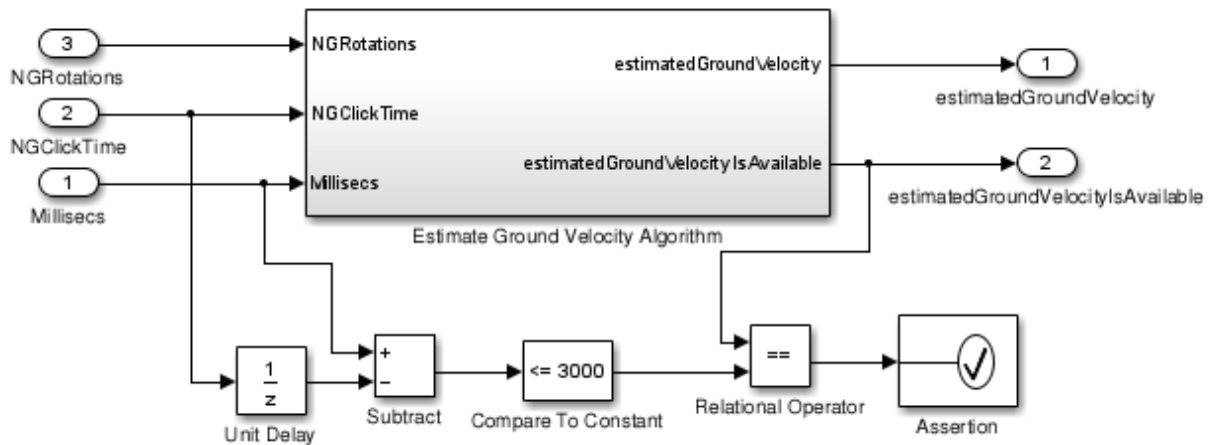 3
NGRotations
2
NGClickTime
1
Millisecs
NGRotations
NGClickTime
Millisecs
estimatedGroundVelocity
estimatedGroundVelocityIsAvailable
Estimate Ground Velocity Algorithm
1
estimatedGroundVelocity
2
estimatedGroundVelocityIsAvailable
1
z
Unit Delay
+
−
Subtract
<= 3000
Compare To Constant
==
Relational Operator
Assertion